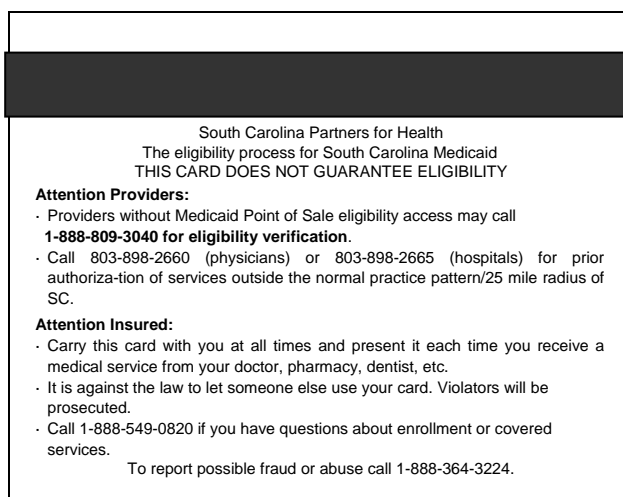 South Carolina Partners for Health
The eligibility process for South Carolina Medicaid
THIS CARD DOES NOT GUARANTEE ELIGIBILITY
Attention Providers:
· Providers without Medicaid Point of Sale eligibility access may call
1-888-809-3040 for eligibility verification.
· Call 803-898-2660 (physicians) or 803-898-2665 (hospitals) for prior
authoriza-tion of services outside the normal practice pattern/25 mile radius of
SC.
Attention Insured:
· Carry this card with you at all times and present it each time you receive a
medical service from your doctor, pharmacy, dentist, etc.
· It is against the law to let someone else use your card. Violators will be
prosecuted.
· Call 1-888-549-0820 if you have questions about enrollment or covered
services.
To report possible fraud or abuse call 1-888-364-3224.